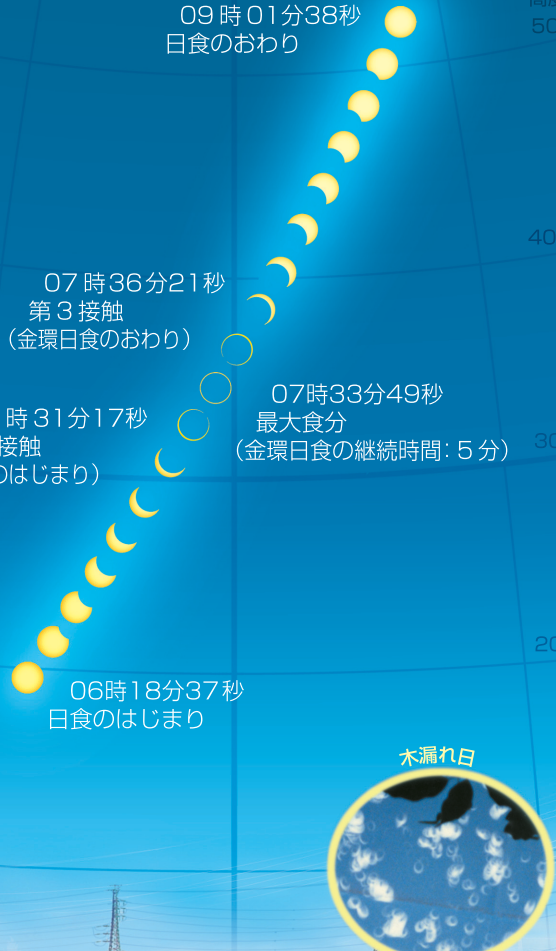 09時01分38秒
日食のおわり
50
40
07時36分21秒
第3接触
（金環日食のおわり）
07時33分49秒
最大食分
（金環日食の継続時間：5分）
時31分17秒
接触
のはじまり）
30
20
06時18分37秒
日食のはじまり
木漏れ日